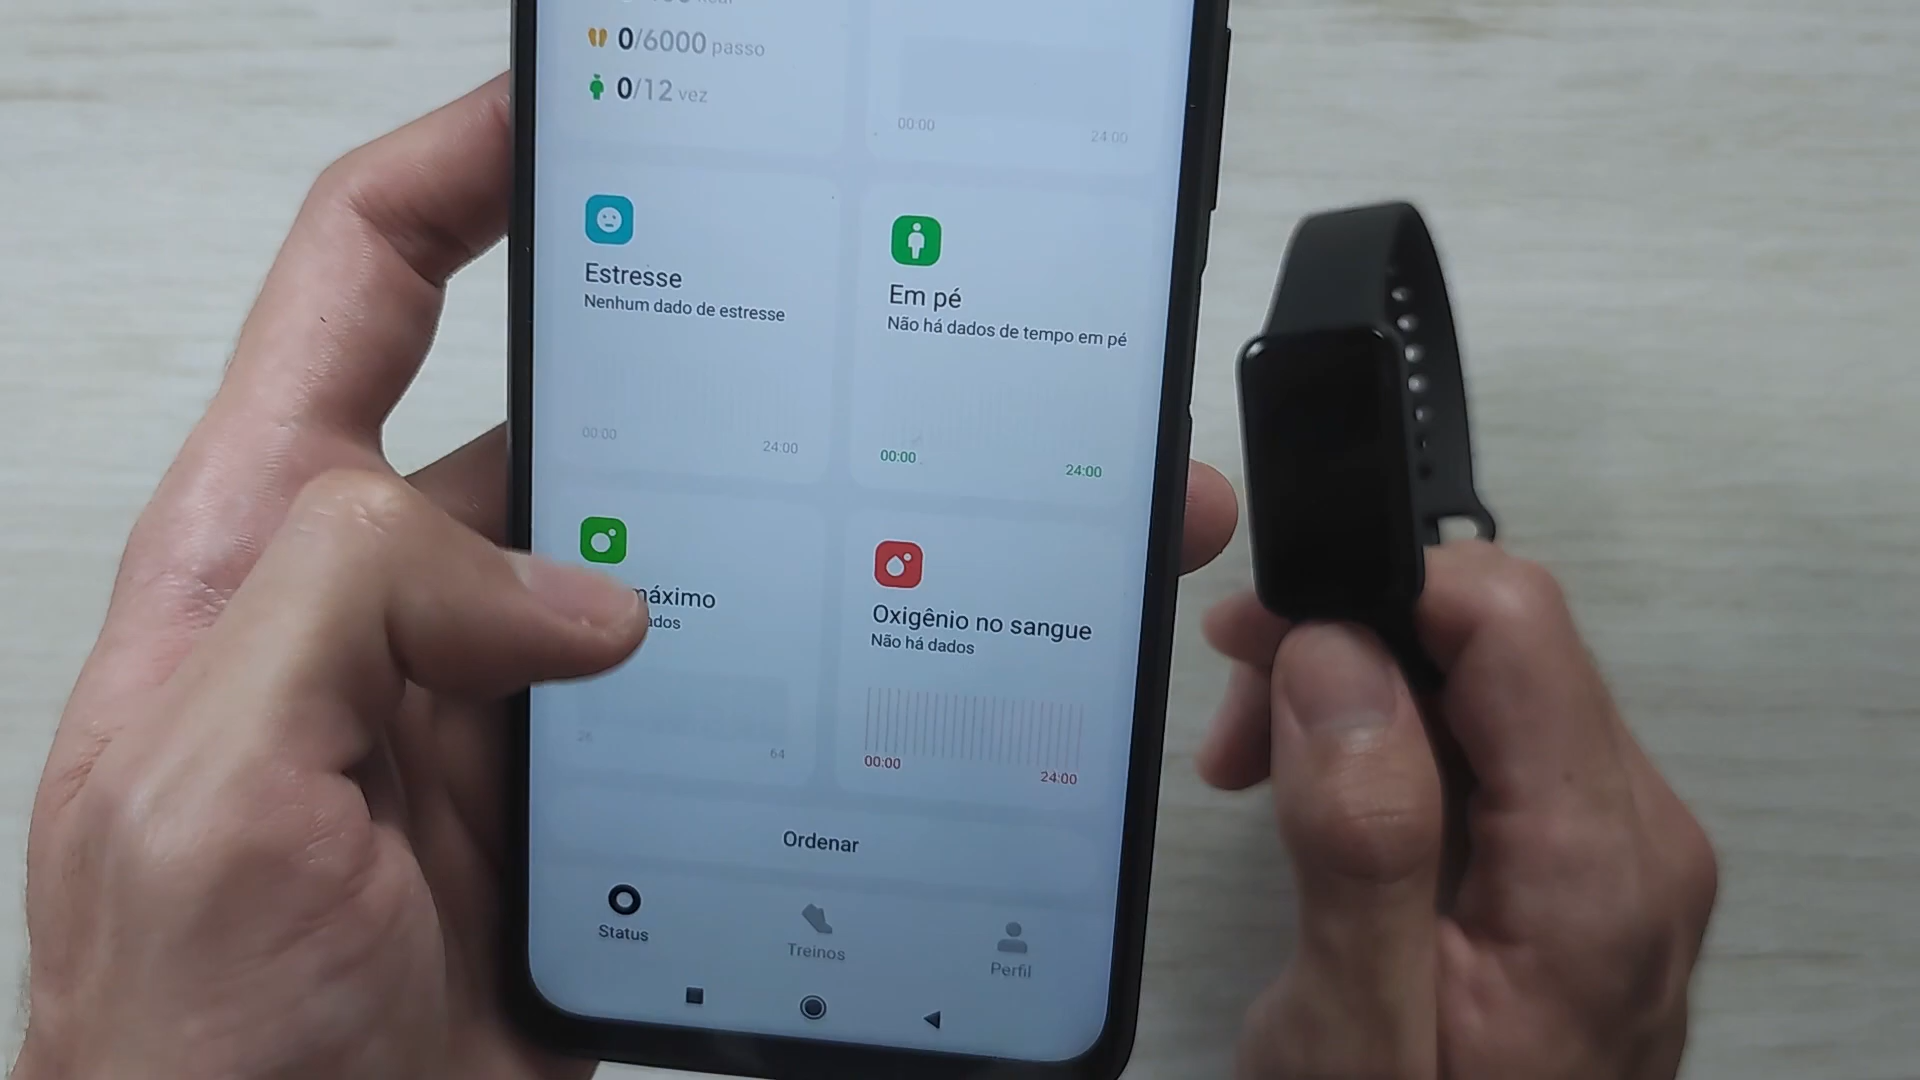 0/6000 passo
0/12 vez
00:00
24:00
Estresse
Nenhum dado de estresse
00:00
24:00
Em pé
Não há dados de tempo em pé
00:00
24:00
máximo
Oxigênio no sangue
Não há dados
00:00
24:00
64
Ordenar
Status
Treinos
Perfil